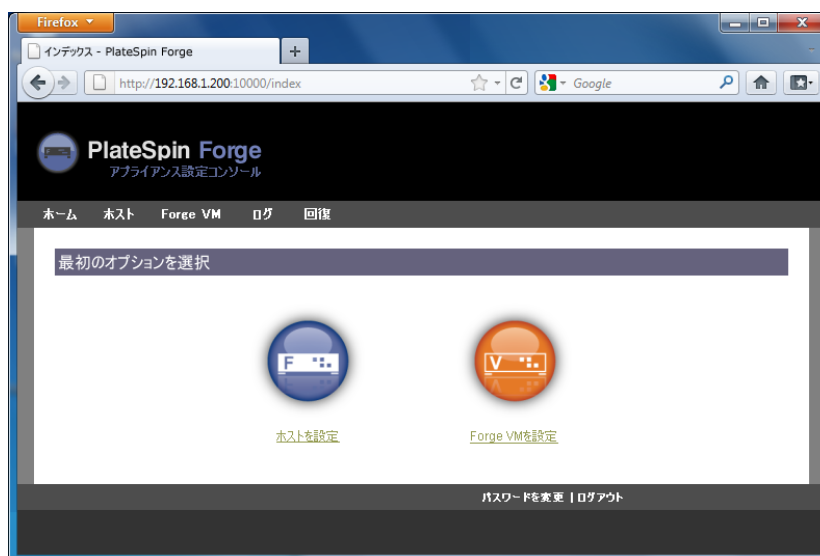 Firefox
インデックス - PlateSpin Forge
http://192.168.1.200:10000/index
Google
PlateSpin Forge
アプライアンス設定コンソール
ホーム ホスト Forge VM ログ 回復
最初のオプションを選択
F
V
ホストを設定
Forge VMを設定
パスワードを変更 | ログアウト